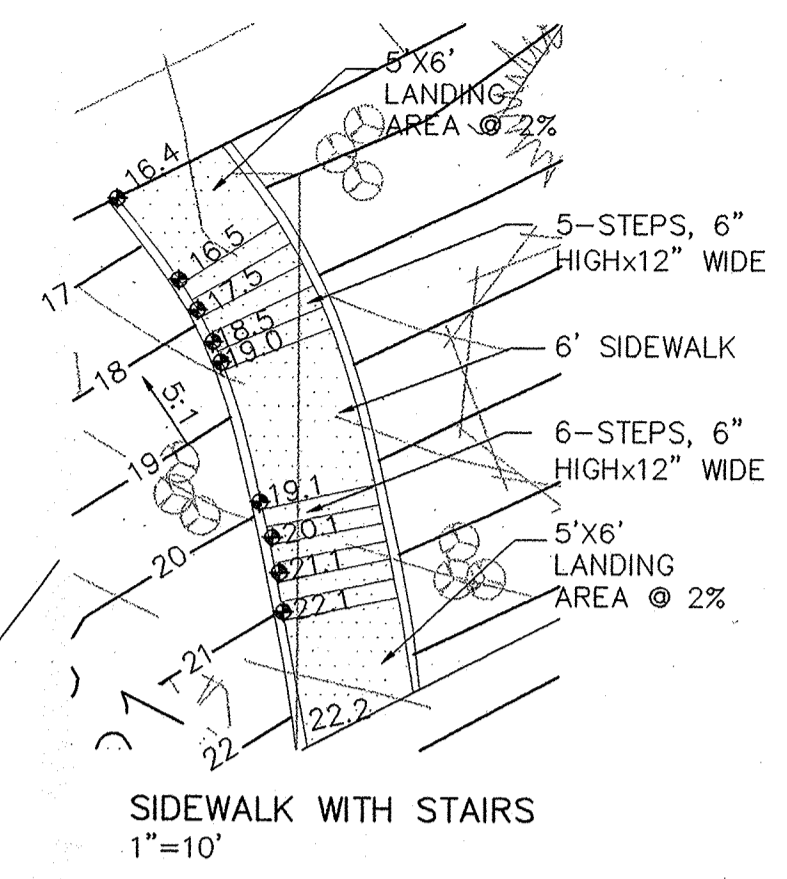 5'X6'
LANDING
AREA @ 2%
16.4
16.5
17.5
18.5
19.0
17
18
5:1
19
5-STEPS, 6"
HIGHx12" WIDE
6' SIDEWALK
6-STEPS, 6"
HIGHx12" WIDE
19.1
20.1
21.1
22.1
20
5'X6'
LANDING
AREA @ 2%
21
22.2
22
SIDEWALK WITH STAIRS
1"=10'